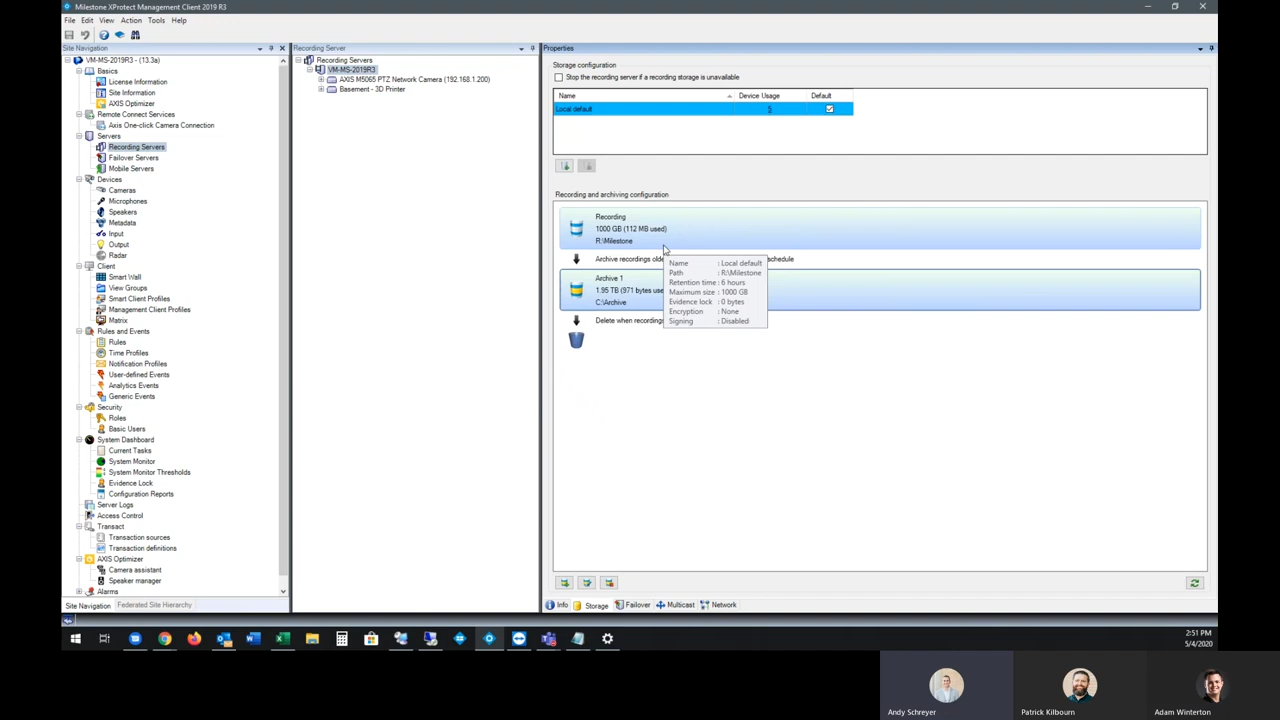 Milestone XProtect Management Client 2019 R3
File Edit View Action Tools Help
Site Navigation
VM-MS-2019R3 - (13.3a)
Basics
License Information
Site Information
AXIS Optimizer
Remote Connect Services
Axis One-click Camera Connection
Servers
Recording Servers
Failover Servers
Mobile Servers
Devices
Cameras
Microphones
Speakers
Metadata
Input
Output
Radar
Client
Smart Wall
View Groups
Smart Client Profiles
Management Client Profiles
Matrix
Rules and Events
Rules
Time Profiles
Notification Profiles
User-defined Events
Analytics Events
Generic Events
Security
Roles
Basic Users
System Dashboard
Current Tasks
System Monitor
System Monitor Thresholds
Evidence Lock
Configuration Reports
Server Logs
Access Control
Transact
Transaction sources
Transaction definitions
AXIS Optimizer
Camera assistant
Speaker manager
Alarms
Site Navigation Federated Site Hierarchy
Recording Server
Recording Servers
VM-MS-2019R3
AXIS M5065 PTZ Network Camera (192.168.1.200)
Basement - 3D Printer
Properties
Storage configuration
Stop the recording server if a recording storage is unavailable
Name Device Usage Default
Local default 5
Recording and archiving configuration
Recording
1000 GB (112 MB used)
R:\Milestone
Archive recordings olde schedule
Archive 1
1.95 TB (971 bytes use
C:\Archive
Delete when recording
Name : Local default
Path : R:\Milestone
Retention time : 6 hours
Maximum size : 1000 GB
Evidence lock : 0 bytes
Encryption : None
Signing : Disabled
Info Storage Failover Multicast Network
2:51 PM
5/4/2020
Andy Schreyer
Patrick Kilbourn
Adam Winterton